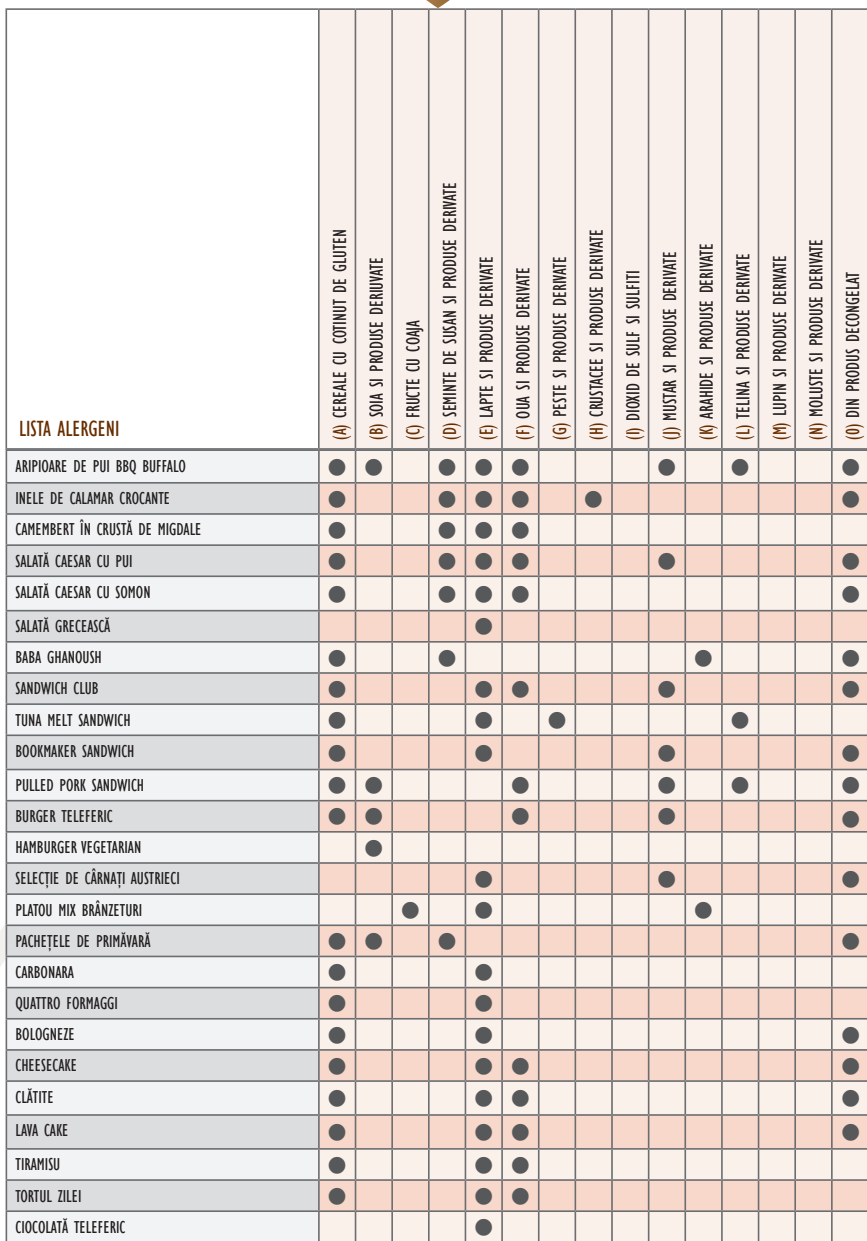 LISTA ALERGENI
(A) CEREALE CU COTINUT DE GLUTEN
(B) SOIA SI PRODUSE DERIUVATE
(C) FRUCTE CU COAJA
(D) SEMINTE DE SUSAN SI PRODUSE DERIVATE
(E) LAPTE SI PRODUSE DERIVATE
(F) OUA SI PRODUSE DERIVATE
(G) PESTE SI PRODUSE DERIVATE
(H) CRUSTACEE SI PRODUSE DERIVATE
(I) DIOXID DE SULF SI SULFITI
(J) MUSTAR SI PRODUSE DERIVATE
(K) ARAHIDE SI PRODUSE DERIVATE
(L) TELINA SI PRODUSE DERIVATE
(M) LUPIN SI PRODUSE DERIVATE
(N) MOLUSTE SI PRODUSE DERIVATE
(O) DIN PRODUS DECONGELAT
ARIPIOARE DE PUI BBQ BUFFALO
INELE DE CALAMAR CROCANTE
CAMEMBERT ÎN CRUSTĂ DE MIGDALE
SALATĂ CAESAR CU PUI
SALATĂ CAESAR CU SOMON
SALATĂ GRECEASCĂ
BABA GHANOUSH
SANDWICH CLUB
TUNA MELT SANDWICH
BOOKMAKER SANDWICH
PULLED PORK SANDWICH
BURGER TELEFERIC
HAMBURGER VEGETARIAN
SELECȚIE DE CÂRNAȚI AUSTRIECI
PLATOU MIX BRÂNZETURI
PACHEȚELE DE PRIMĂVARĂ
CARBONARA
QUATTRO FORMAGGI
BOLOGNEZE
CHEESECAKE
CLĂTITE
LAVA CAKE
TIRAMISU
TORTUL ZILEI
CIOCOLATĂ TELEFERIC